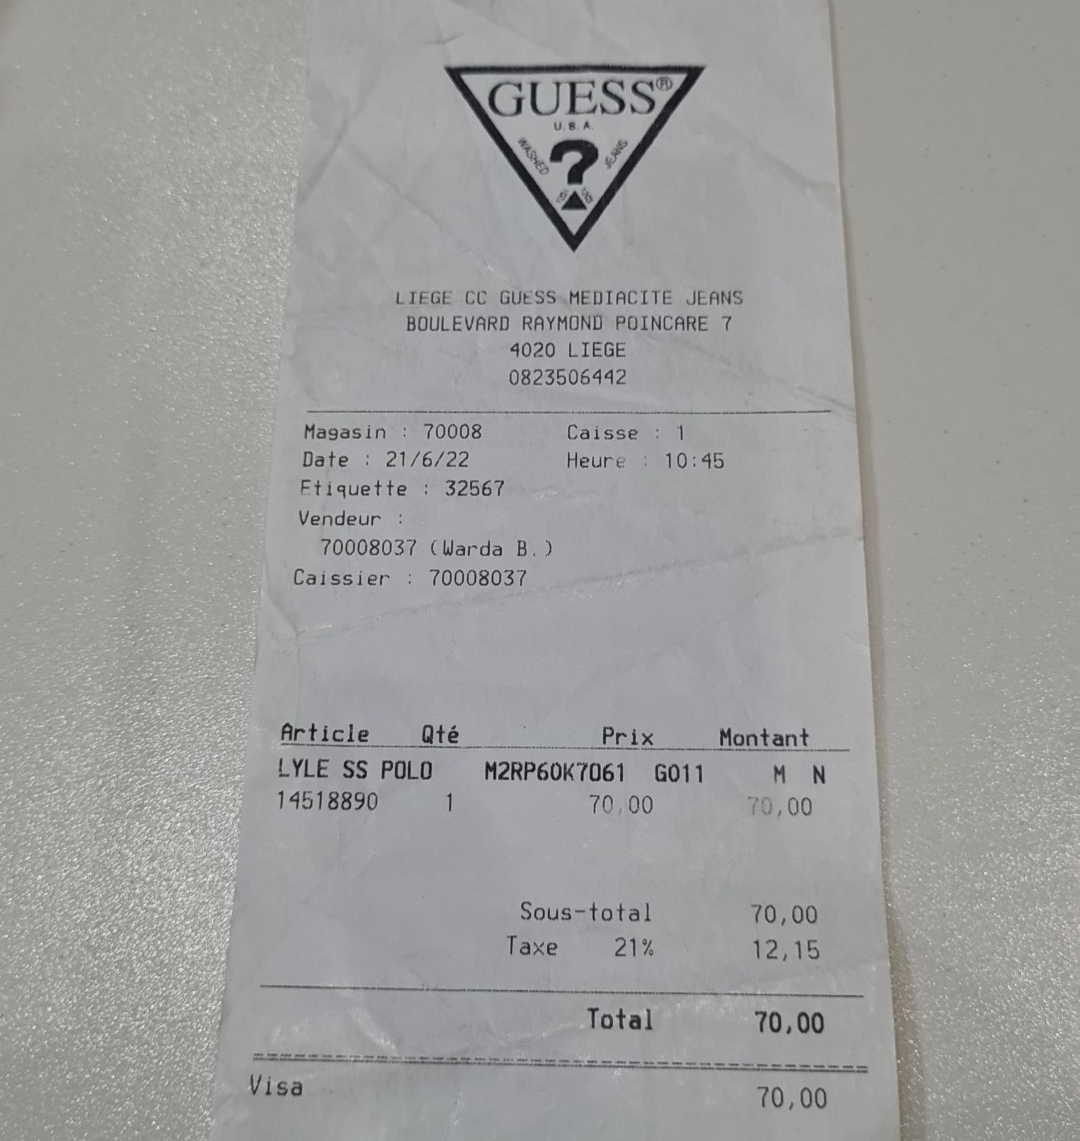 GUESS®
U.S.A.
WASHED JEANS
?
LIEGE CC GUESS MEDIACITE JEANS
BOULEVARD RAYMOND POINCARE 7
4020 LIEGE
0823506442
Magasin : 70008 Caisse : 1
Date : 21/6/22 Heure : 10:45
Etiquette : 32567
Vendeur :
70008037 (Warda B.)
Caissier : 70008037
Article Qté Prix Montant
LYLE SS POLO M2RP60K7061 G011 M N
14518890 1 70,00 70,00
Sous-total 70,00
Taxe 21% 12,15
Total 70,00
Visa 70,00